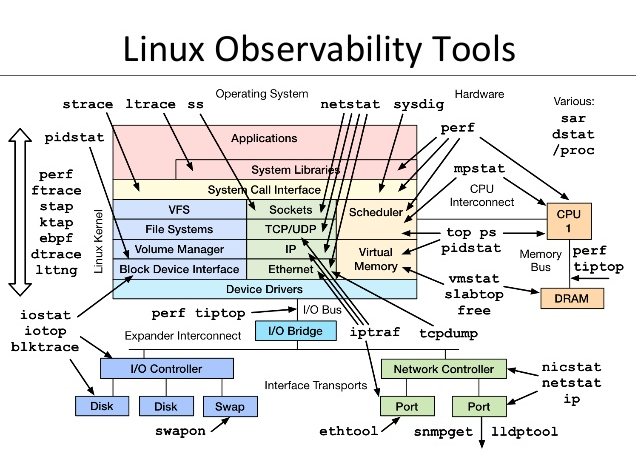 Linux Observability Tools
Operating System
Hardware
Various:
strace ltrace ss
netstat sysdig
sar
dstat
/proc
perf
pidstat
Applications
System Libraries
System Call Interface
mpstat
CPU
Interconnect
perf
ftrace
stap
ktap
ebpf
dtrace
lttng
Linux Kernel
VFS
Sockets
Scheduler
File Systems
TCP/UDP
Volume Manager
IP
Virtual
Memory
Block Device Interface
Ethernet
Device Drivers
CPU
1
top ps
pidstat
Memory
Bus
perf
tiptop
vmstat
slabtop
free
DRAM
iostat
iotop
blktrace
perf tiptop
I/O Bus
I/O Bridge
iptraf
tcpdump
Expander Interconnect
I/O Controller
Network Controller
Interface Transports
nicstat
netstat
ip
Disk
Disk
Swap
Port
Port
swapon
ethtool
snmpget
lldptool